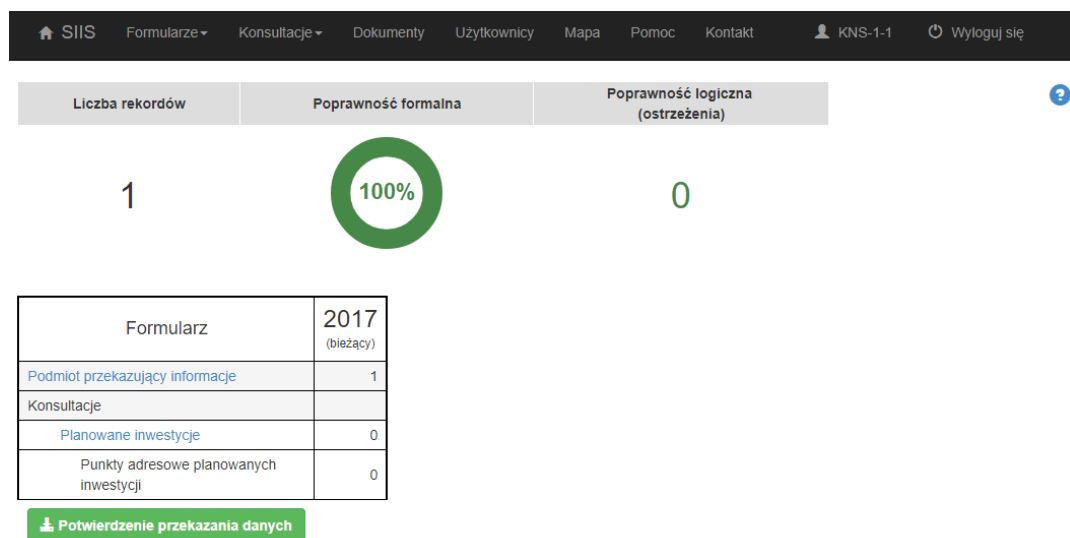 SIIS Formularze Konsultacje Dokumenty Użytkownicy Mapa Pomoc Kontakt KNS-1-1 Wyloguj się
Liczba rekordów Poprawność formalna Poprawność logiczna
(ostrzeżenia)
?
1 100% 0
Formularz 2017
(bieżący)
Podmiot przekazujący informacje 1
Konsultacje
Planowane inwestycje 0
Punkty adresowe planowanych
inwestycji 0
Potwierdzenie przekazania danych